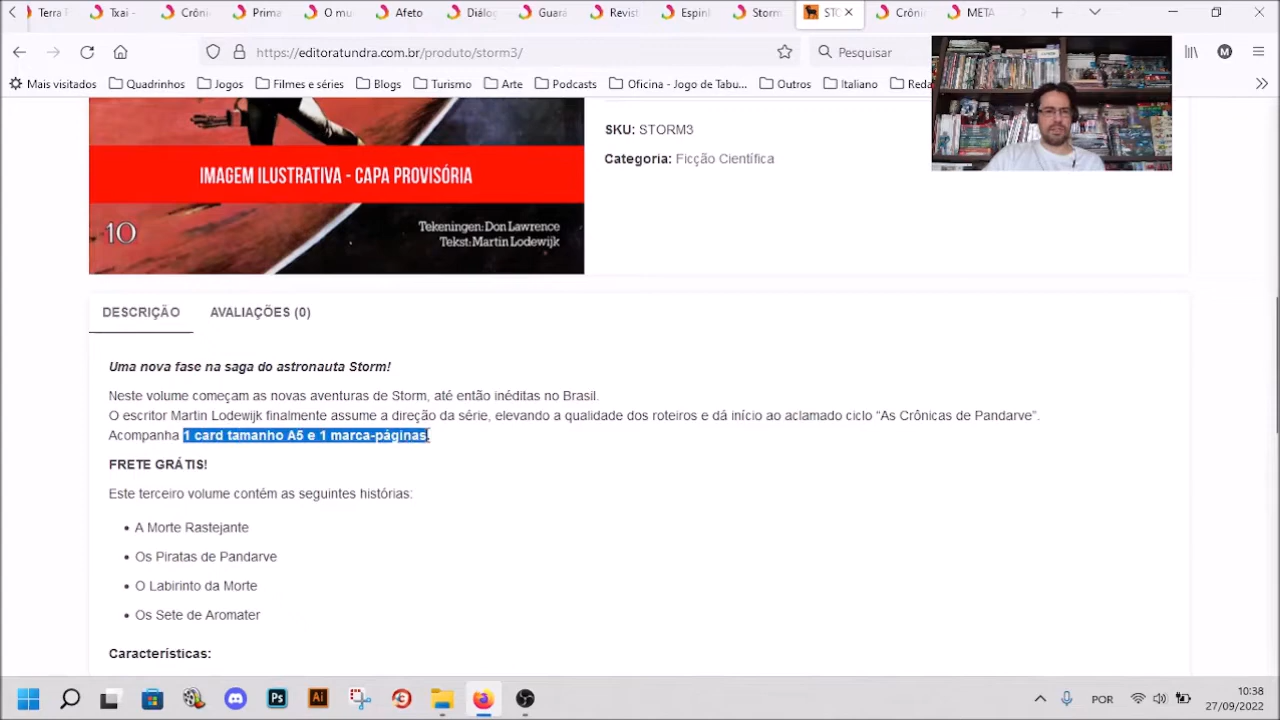 Terra
Txai -
Crôni
O mu
Afeto
Diálog
Guará
Revist
Espinh
Storm
STO
Crôni
META
https://editoratundra.com.br/produto/storm3/
Pesquisar
M
Mais visitados
Quadrinhos
Jogos
Filmes e séries
Blogs
Turismo
Arte
Podcasts
Oficina - Jogo de Tabu...
Outros
Italiano
Reda
IMAGEM ILUSTRATIVA - CAPA PROVISÓRIA
10
Tekeningen: Don Lawrence
Tekst: Martin Lodewijk
SKU: STORM3
Categoria: Ficção Científica
DESCRIÇÃO
AVALIAÇÕES (0)
Uma nova fase na saga do astronauta Storm!
Neste volume começam as novas aventuras de Storm, até então inéditas no Brasil.
O escritor Martin Lodewijk finalmente assume a direção da série, elevando a qualidade dos roteiros e dá início ao aclamado ciclo “As Crônicas de Pandarve”.
Acompanha 1 card tamanho A5 e 1 marca-páginas.
FRETE GRÁTIS!
Este terceiro volume contém as seguintes histórias:
• A Morte Rastejante
• Os Piratas de Pandarve
• O Labirinto da Morte
• Os Sete de Aromater
Características:
Ps
Ai
POR
10:38
27/09/2022